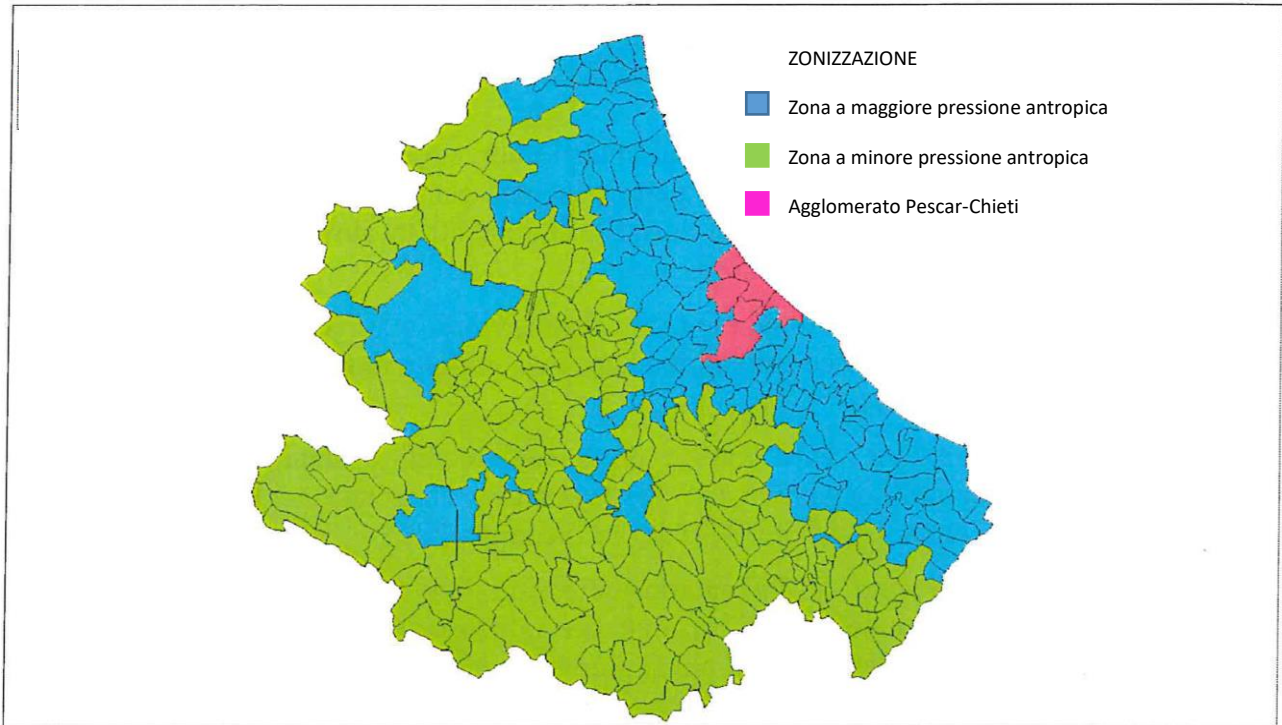 ZONIZZAZIONE
Zona a maggiore pressione antropica
Zona a minore pressione antropica
Agglomerato Pescar-Chieti